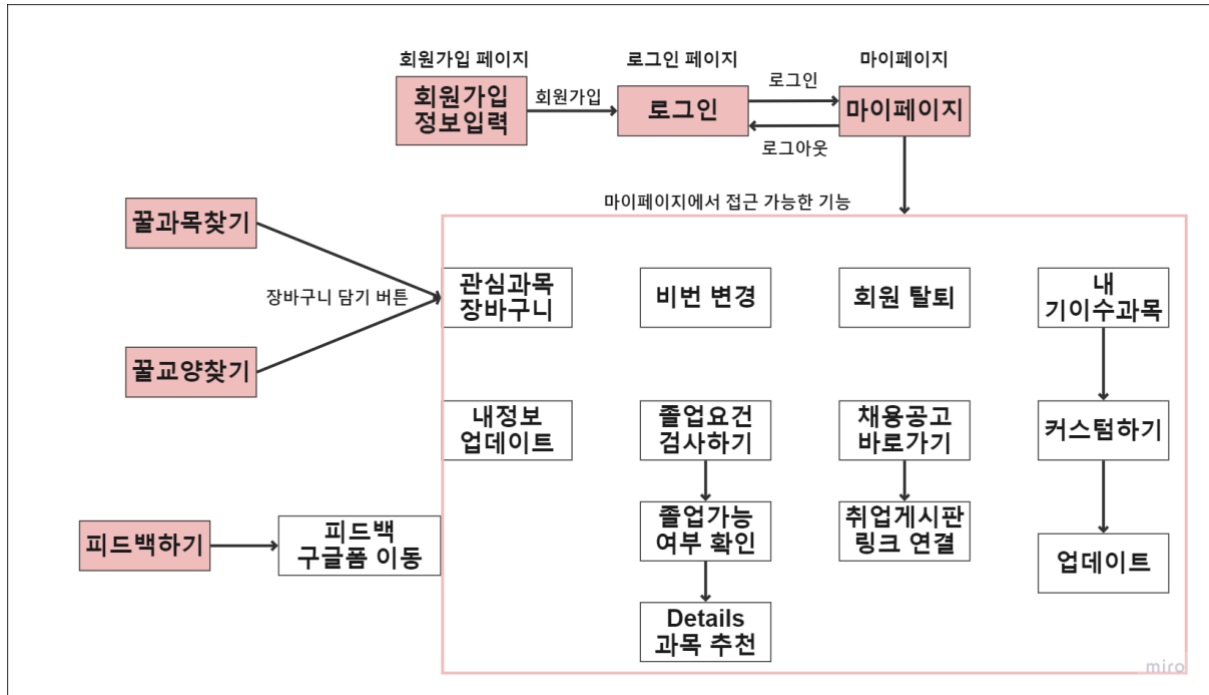 회원가입 페이지
로그인 페이지
마이페이지
회원가입
정보입력
회원가입
로그인
로그인
로그아웃
마이페이지
마이페이지에서 접근 가능한 기능
꿀과목찾기
장바구니 담기 버튼
꿀교양찾기
관심과목
장바구니
비번 변경
회원 탈퇴
내
기이수과목
내정보
업데이트
졸업요건
검사하기
채용공고
바로가기
커스텀하기
피드백하기
피드백
구글폼 이동
졸업가능
여부 확인
취업게시판
링크 연결
업데이트
Details
과목 추천
miro